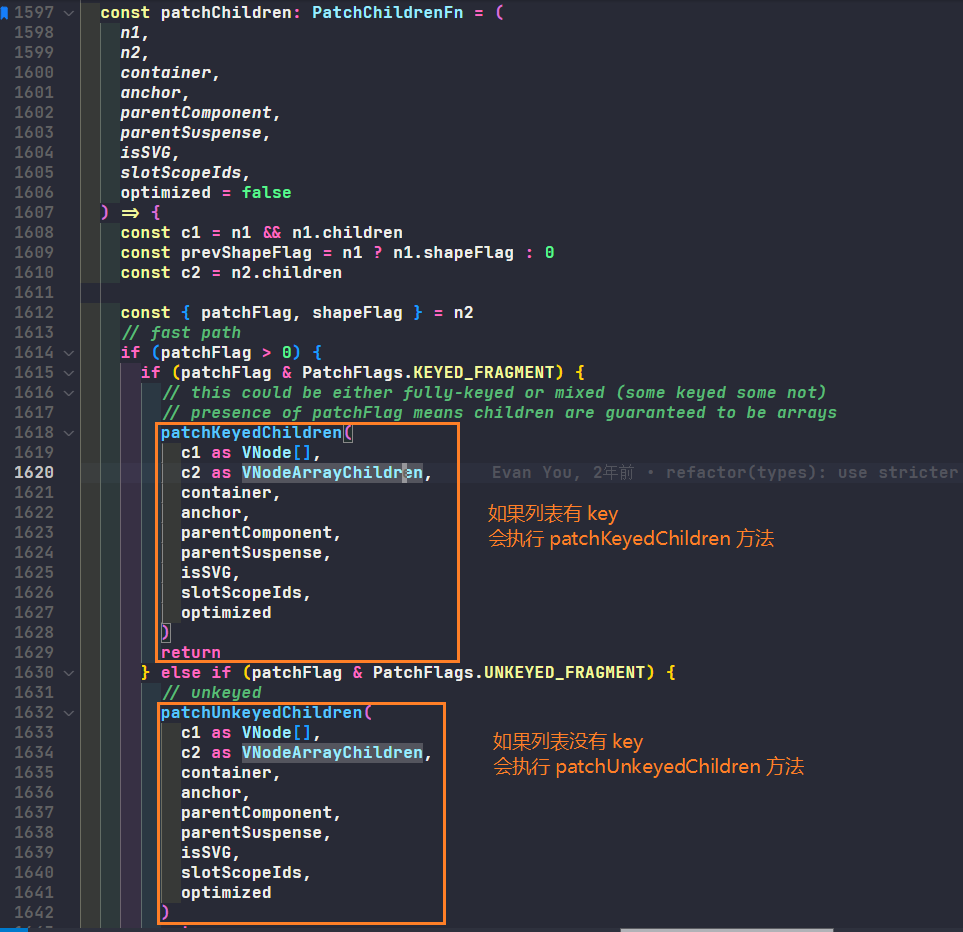 1597 const patchChildren: PatchChildrenFn = (
1598 n1,
1599 n2,
1600 container,
1601 anchor,
1602 parentComponent,
1603 parentSuspense,
1604 isSVG,
1605 slotScopeIds,
1606 optimized = false
1607 ) => {
1608 const c1 = n1 && n1.children
1609 const prevShapeFlag = n1 ? n1.shapeFlag : 0
1610 const c2 = n2.children
1611
1612 const { patchFlag, shapeFlag } = n2
1613 // fast path
1614 if (patchFlag > 0) {
1615 if (patchFlag & PatchFlags.KEYED_FRAGMENT) {
1616 // this could be either fully-keyed or mixed (some keyed some not)
1617 // presence of patchFlag means children are guaranteed to be arrays
1618 patchKeyedChildren(
1619 c1 as VNode[],
1620 c2 as VNodeArrayChildren, Evan You, 2年前 • refactor(types): use stricter
1621 container,
1622 anchor,
如果列表有 key
1623 parentComponent,
会执行 patchKeyedChildren 方法
1624 parentSuspense,
1625 isSVG,
1626 slotScopeIds,
1627 optimized
1628 )
1629 return
1630 } else if (patchFlag & PatchFlags.UNKEYED_FRAGMENT) {
1631 // unkeyed
1632 patchUnkeyedChildren(
1633 c1 as VNode[],
如果列表没有 key
1634 c2 as VNodeArrayChildren,
会执行 patchUnkeyedChildren 方法
1635 container,
1636 anchor,
1637 parentComponent,
1638 parentSuspense,
1639 isSVG,
1640 slotScopeIds,
1641 optimized
1642 )